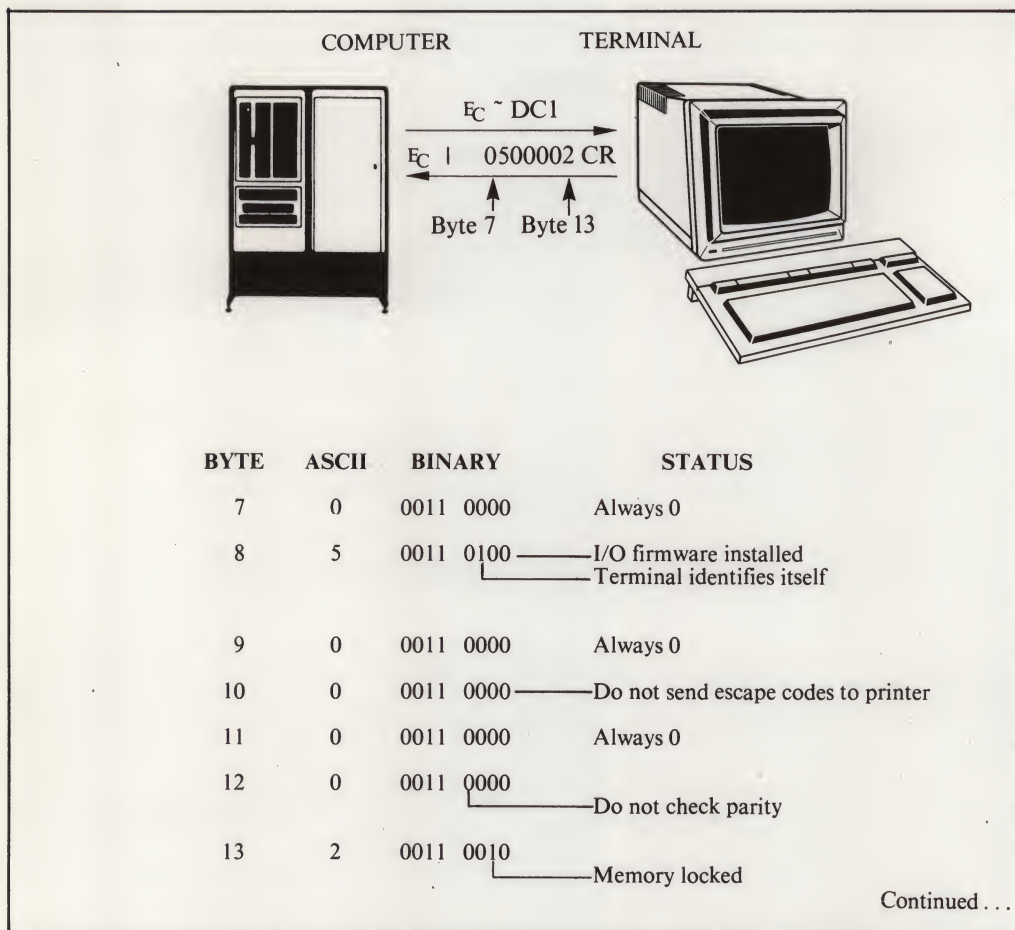 COMPUTER TERMINAL
EC ~ DC1
EC | 0500002 CR
Byte 7 Byte 13
BYTE ASCII BINARY STATUS
7 0 0011 0000 Always 0
8 5 0011 0100 I/O firmware installed
Terminal identifies itself
9 0 0011 0000 Always 0
10 0 0011 0000 Do not send escape codes to printer
11 0 0011 0000 Always 0
12 0 0011 0000
Do not check parity
13 2 0011 0010
Memory locked
Continued . . .